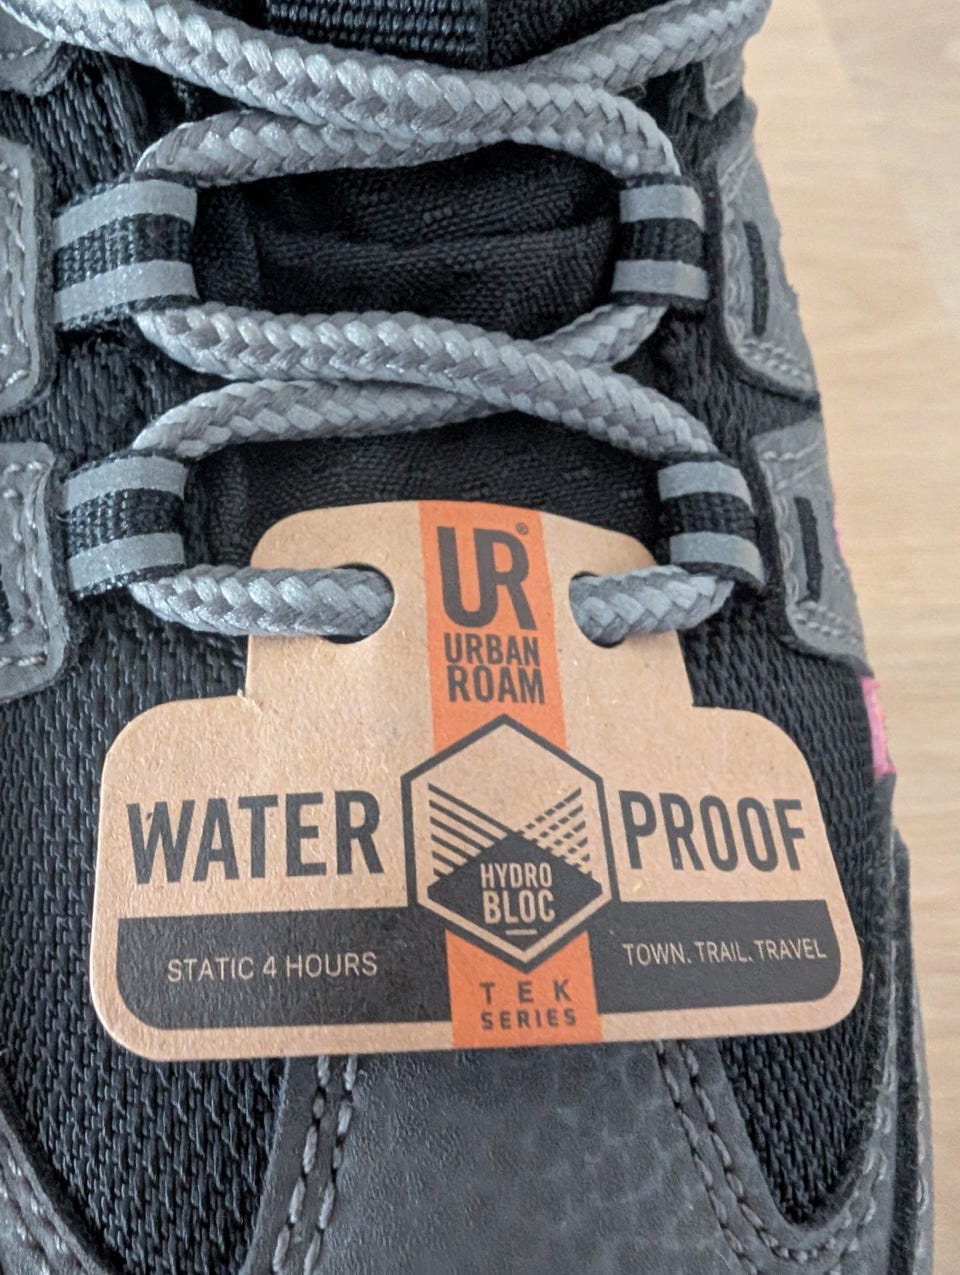 UR®
URBAN
ROAM
WATER PROOF
HYDRO
BLOC
STATIC 4 HOURS
TOWN. TRAIL. TRAVEL
TEK
SERIES